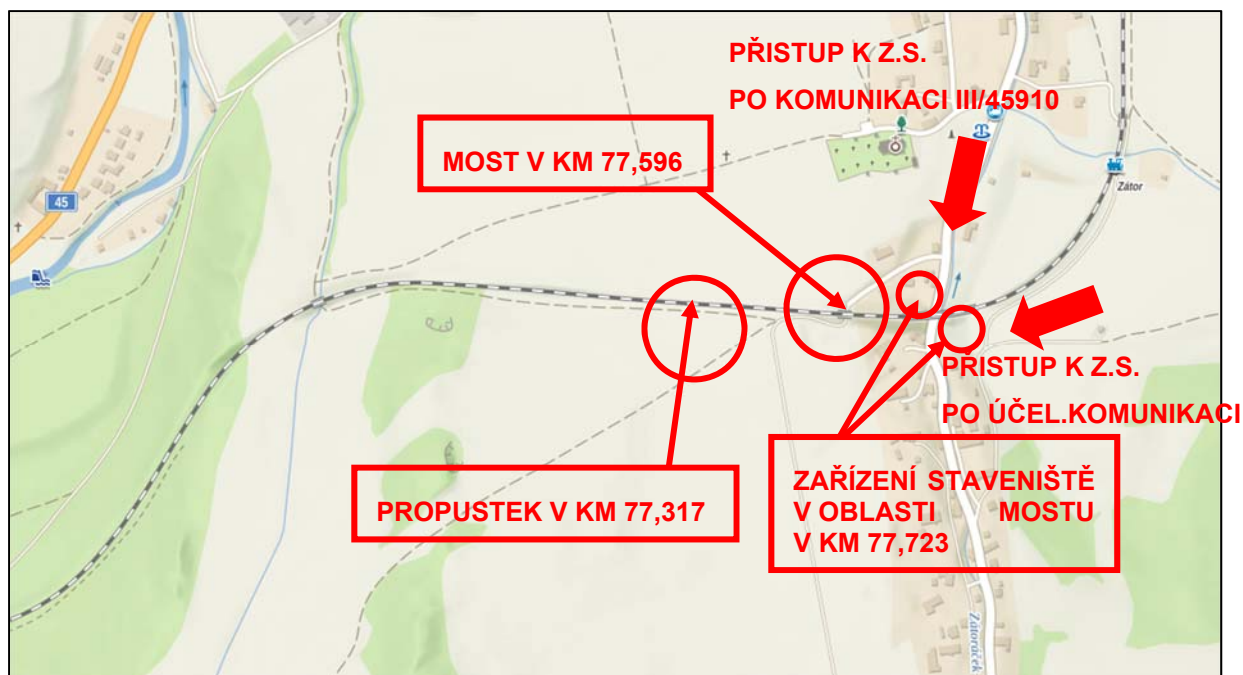 PŘISTUP K Z.S.
PO KOMUNIKACI III/45910
MOST V KM 77,596
45
Zátor
PŘISTUP K Z.S.
PO ÚČEL.KOMUNIKACI
PROPUSTEK V KM 77,317
ZAŘÍZENÍ STAVENIŠTĚ
V OBLASTI MOSTU
V KM 77,723
Zátoráček